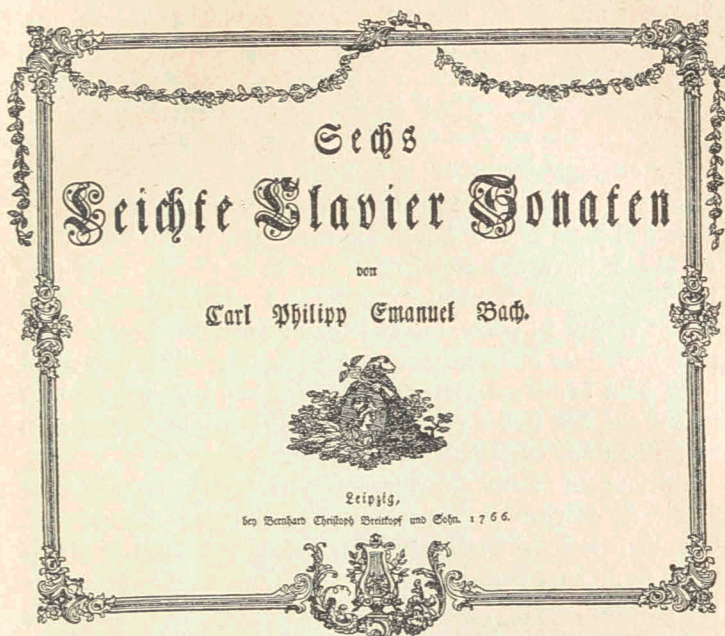 Sechs
Leichte Clavier Sonaten
von
Carl Philipp Emanuel Bach.
Leipzig,
bey Bernhard Christoph Breitkopf und Sohn. 1766.